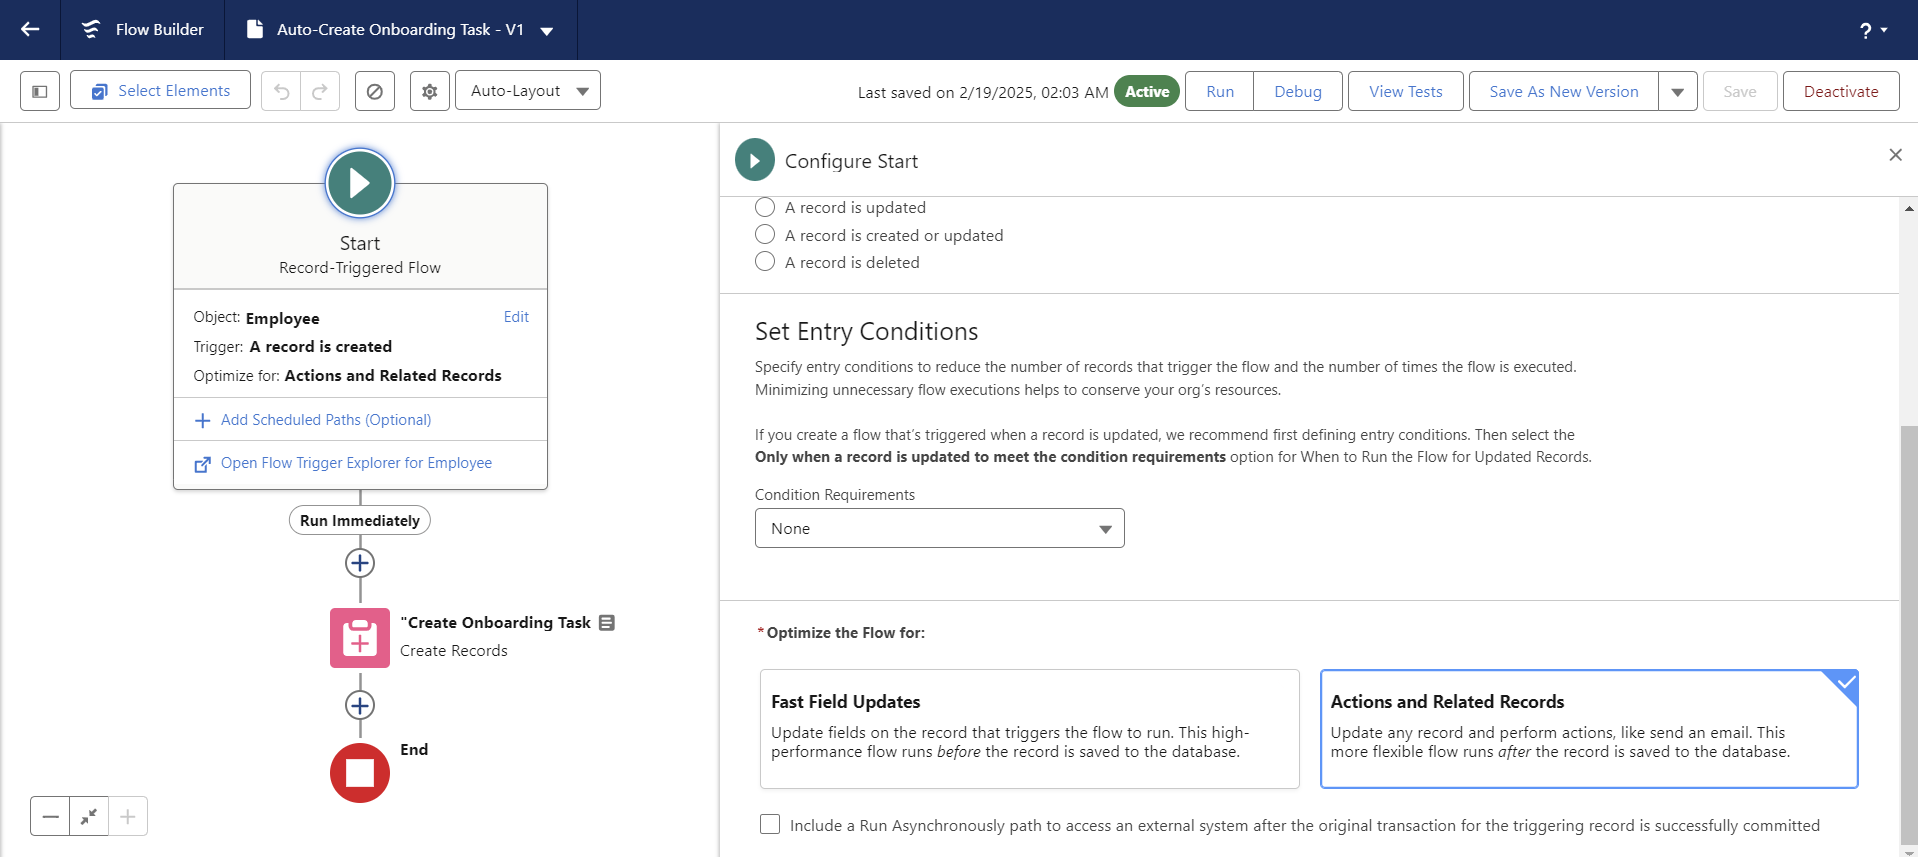 Flow Builder
Auto-Create Onboarding Task - V1
?
Select Elements
Auto-Layout
Last saved on 2/19/2025, 02:03 AM
Active
Run
Debug
View Tests
Save As New Version
Save
Deactivate
Start
Record-Triggered Flow
Object: Employee
Edit
Trigger: A record is created
Optimize for: Actions and Related Records
Add Scheduled Paths (Optional)
Open Flow Trigger Explorer for Employee
Run Immediately
"Create Onboarding Task
Create Records
End
Configure Start
A record is updated
A record is created or updated
A record is deleted
Set Entry Conditions
Specify entry conditions to reduce the number of records that trigger the flow and the number of times the flow is executed.
Minimizing unnecessary flow executions helps to conserve your org’s resources.
If you create a flow that’s triggered when a record is updated, we recommend first defining entry conditions. Then select the
Only when a record is updated to meet the condition requirements option for When to Run the Flow for Updated Records.
Condition Requirements
None
*Optimize the Flow for:
Fast Field Updates
Update fields on the record that triggers the flow to run. This high-
performance flow runs before the record is saved to the database.
Actions and Related Records
Update any record and perform actions, like send an email. This
more flexible flow runs after the record is saved to the database.
Include a Run Asynchronously path to access an external system after the original transaction for the triggering record is successfully committed